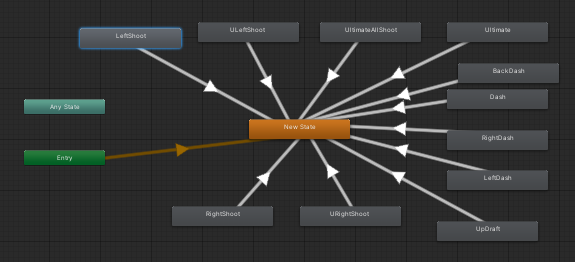 LeftShoot
ULeftShoot
UltimateAllShoot
Ultimate
BackDash
Dash
Any State
New State
RightDash
Entry
LeftDash
RightShoot
URightShoot
UpDraft